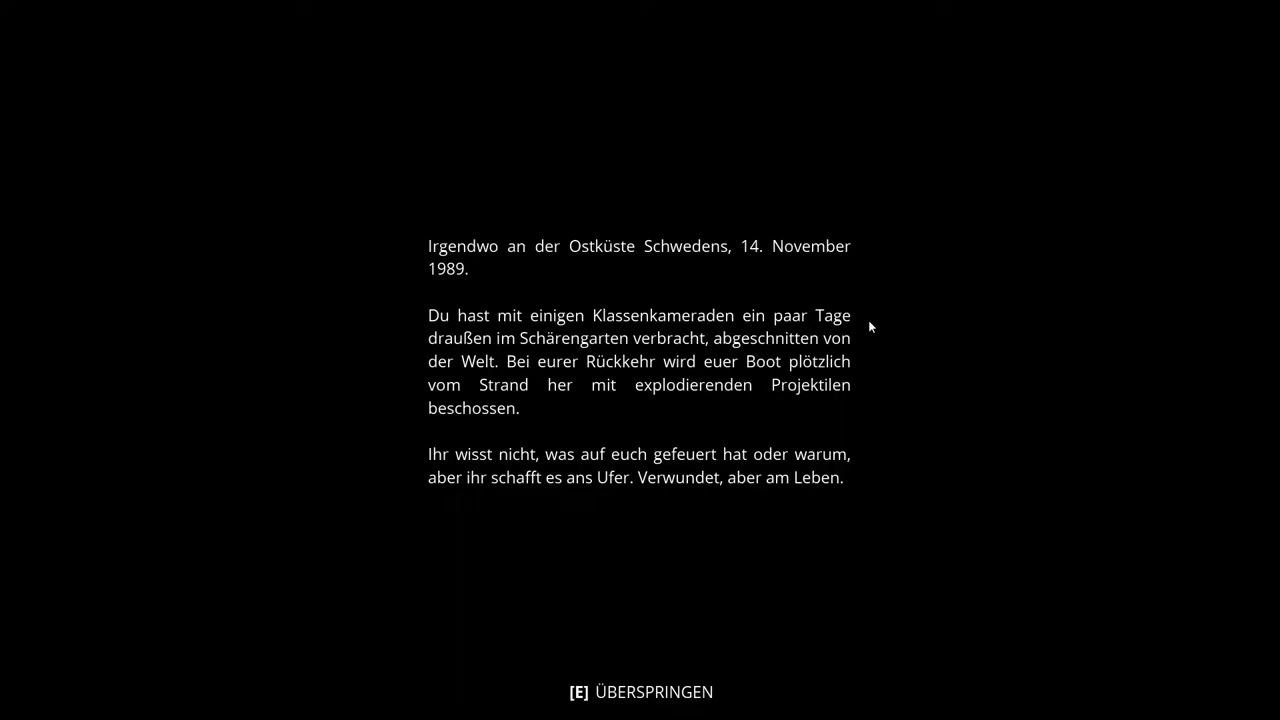 Irgendwo an der Ostküste Schwedens, 14. November
1989.
Du hast mit einigen Klassenkameraden ein paar Tage
draußen im Schärengarten verbracht, abgeschnitten von
der Welt. Bei eurer Rückkehr wird euer Boot plötzlich
vom Strand her mit explodierenden Projektilen
beschossen.
Ihr wisst nicht, was auf euch gefeuert hat oder warum,
aber ihr schafft es ans Ufer. Verwundet, aber am Leben.
[E] ÜBERSPRINGEN